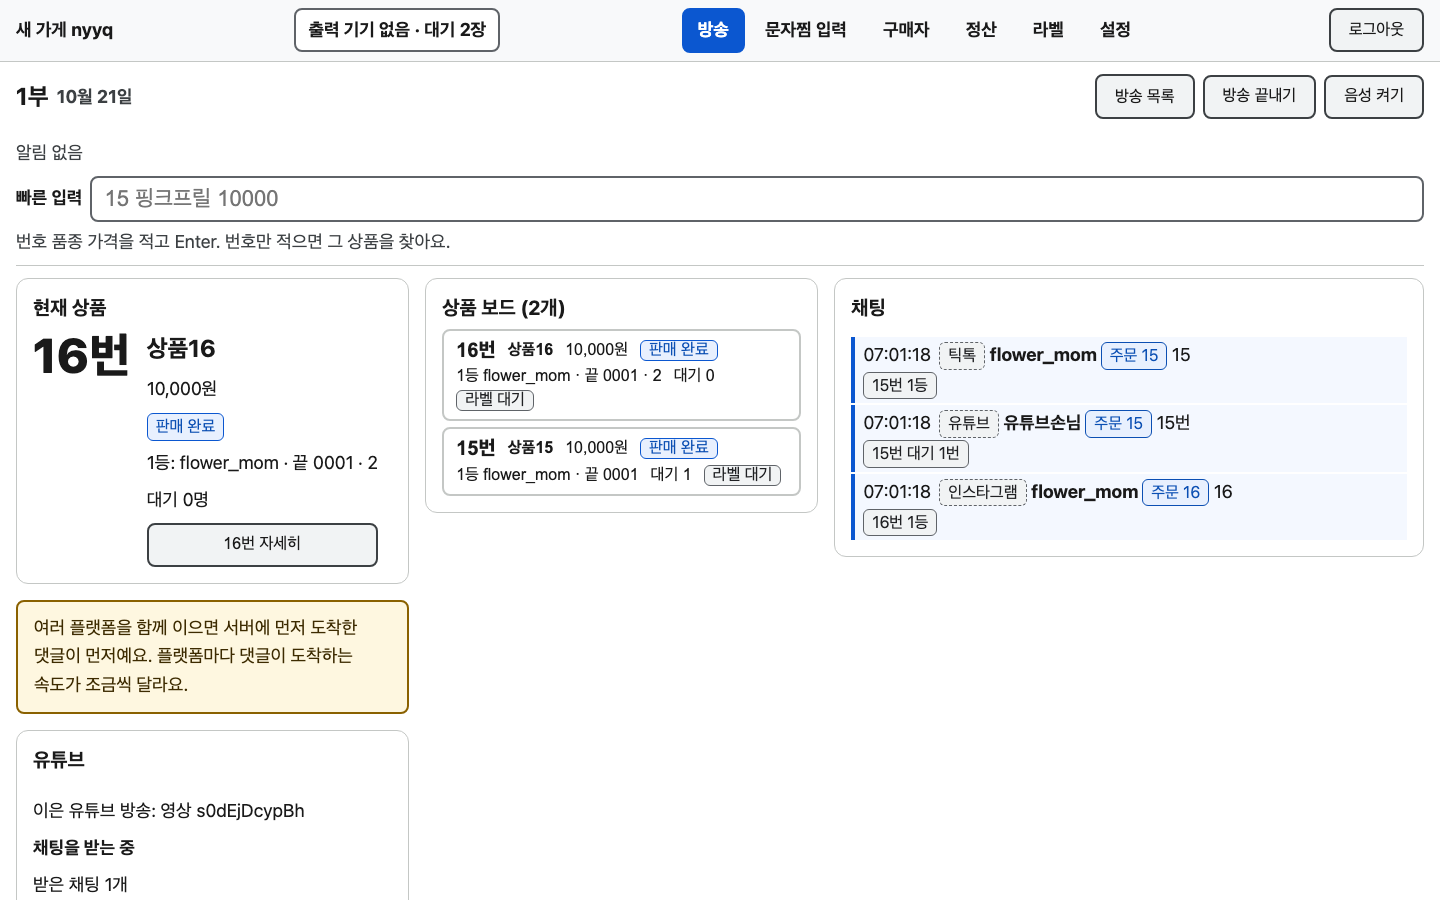 새 가게 nyyq
출력 기기 없음 · 대기 2장
방송 문자찜 입력 구매자 정산 라벨 설정
로그아웃
1부 10월 21일
방송 목록 방송 끝내기 음성 켜기
알림 없음
빠른 입력 15 핑크프릴 10000
번호 품종 가격을 적고 Enter. 번호만 적으면 그 상품을 찾아요.
현재 상품
16번
상품16
10,000원
판매 완료
1등: flower_mom · 끝 0001 · 2
대기 0명
16번 자세히
여러 플랫폼을 함께 이으면 서버에 먼저 도착한
댓글이 먼저예요. 플랫폼마다 댓글이 도착하는
속도가 조금씩 달라요.
유튜브
이은 유튜브 방송: 영상 s0dEjDcypBh
채팅을 받는 중
받은 채팅 1개
상품 보드 (2개)
16번 상품16 10,000원 판매 완료
1등 flower_mom · 끝 0001 · 2 대기 0
라벨 대기
15번 상품15 10,000원 판매 완료
1등 flower_mom · 끝 0001 대기 1 라벨 대기
채팅
07:01:18 틱톡 flower_mom 주문 15 15
15번 1등
07:01:18 유튜브 유튜브손님 주문 15 15번
15번 대기 1번
07:01:18 인스타그램 flower_mom 주문 16 16
16번 1등